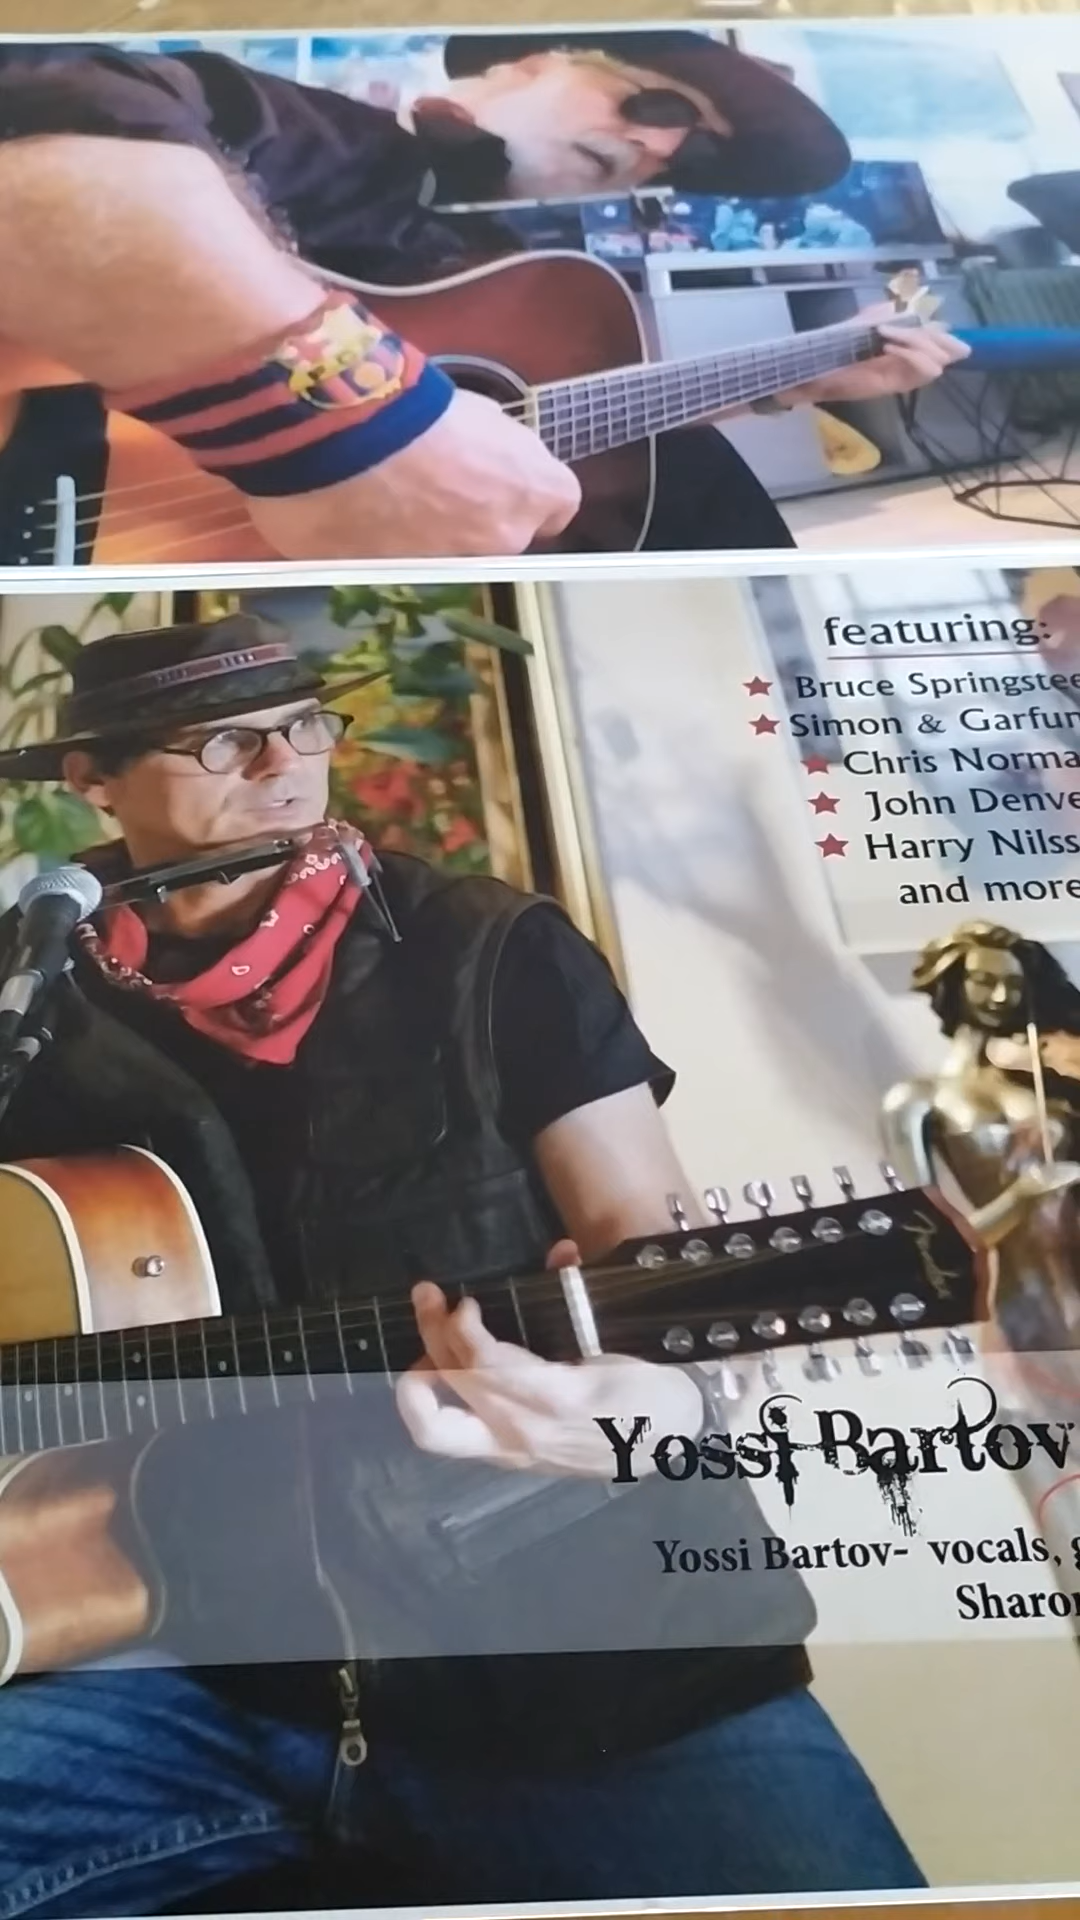 featuring:
Bruce Springstee
Simon & Garfun
Chris Norma
John Denve
Harry Nilss
and more
Fender
Yossi Bartov
Yossi Bartov- vocals, g
Sharon